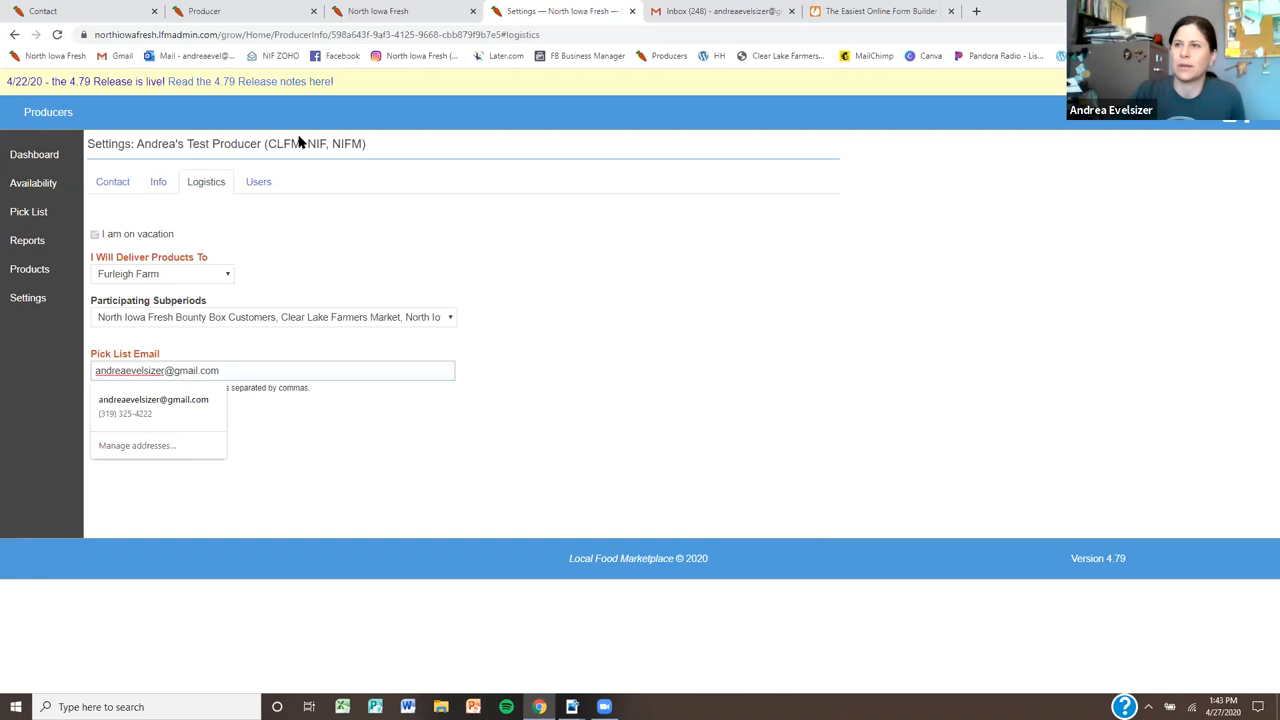 Contact
Producer
North Iowa Fresh
Settings — North Iowa Fresh —
Inbox (248) - andreaevelsizer@g
The Easiest Online Form Builder
northiowafresh.lfmadmin.com/grow/Home/ProducerInfo/598a643f-
-4125-9668-cbb879f9b7e5#logistics
North Iowa Fresh
Gmail
Mail - andreaevel@...
NIF ZOHO
Facebook
North Iowa Fresh (...
Later.com
FB Business Manager
Producers
HH
Clear Lake Farmers...
MailChimp
Canva
Pandora Radio - Lis...
4/22/20 - the 4.79 Release is live! Read the 4.79 Release notes here!
Andrea Evelsizer
Producers
Settings: Andrea's Test Producer (CLFM, NIF, NIFM)
Dashboard
Availability
Pick List
Reports
Products
Settings
Contact
Info
Logistics
Users
I am on vacation
I Will Deliver Products To
Furleigh Farm
Participating Subperiods
North Iowa Fresh Bounty Box Customers, Clear Lake Farmers Market, North Io
Pick List Email
andreaevelsizer@gmail.com
s separated by commas.
andreaevelsizer@gmail.com
(319) 325-4222
Manage addresses...
Local Food Marketplace © 2020
Version 4.79
Type here to search
1:43 PM
4/27/2020